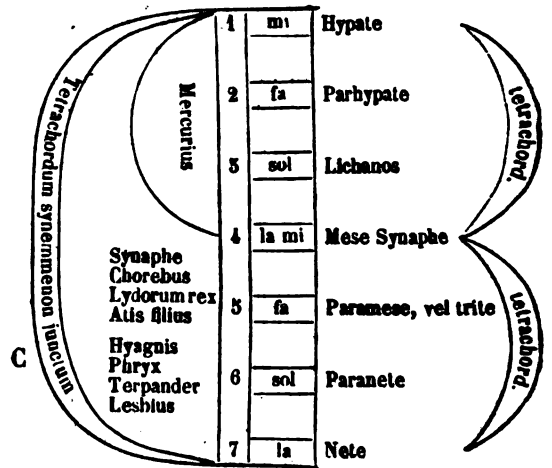 1 mi Hypate
2 fa Parhypate
3 sol Lichanos
4 la mi Mese Synaphe
5 fa Paramese, vel trite
6 sol Paranete
7 la Nete
Tetrachordum synemmenon junctum
Mercurius
Synaphe
Chorebus
Lydorum rex
Atis filius
Hyagnis
Phryx
Terpander
Lesbius
C
tetrachord.
tetrachord.